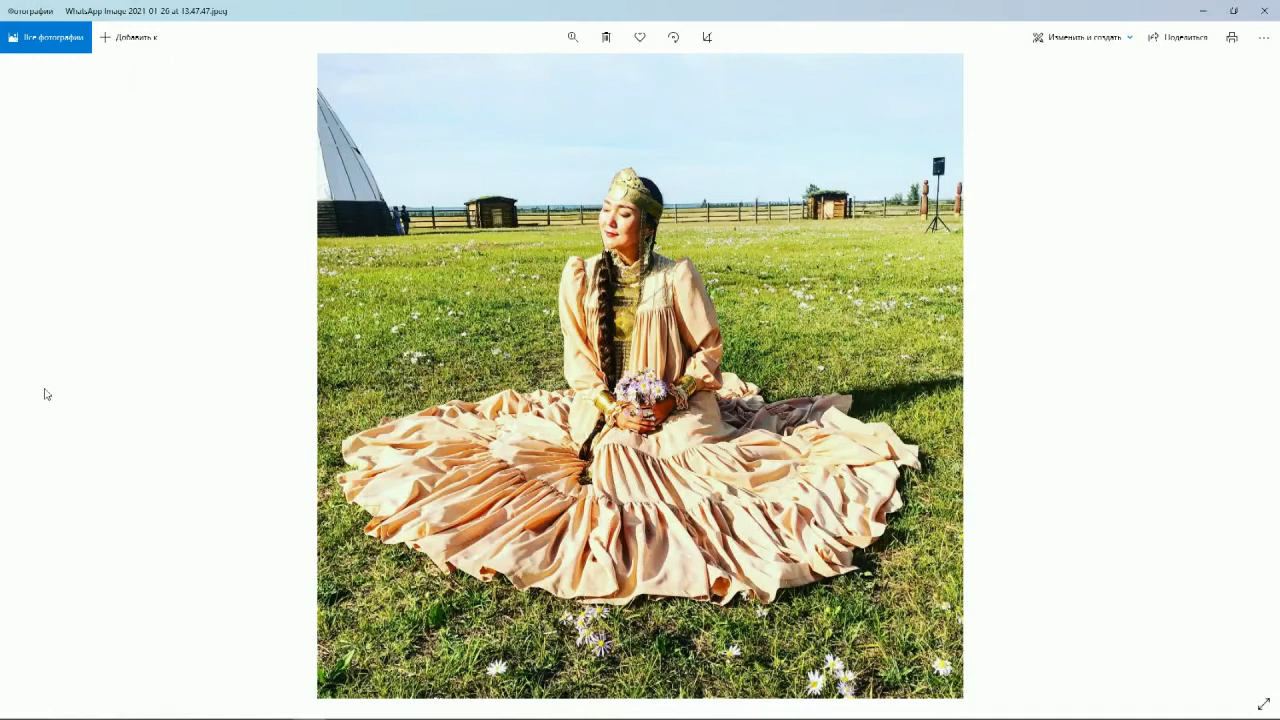 Фотографии WhatsApp Image 2021-01-26 at 13.47.47.jpeg
Все фотографии Добавить к Изменить и создать Поделиться